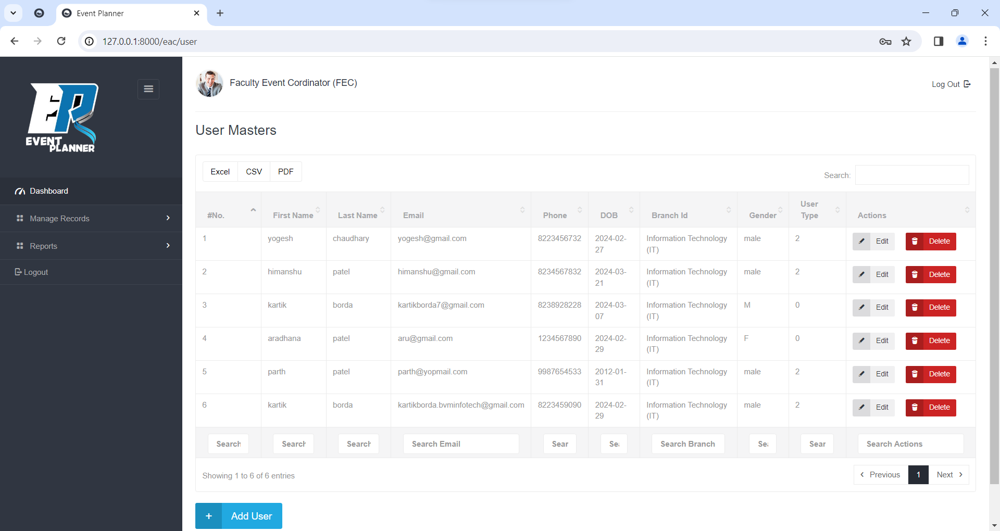 Event Planner
127.0.0.1:8000/eac/user
EVENT
PLANNER
Faculty Event Cordinator (FEC)
Log Out
Dashboard
Manage Records
Reports
Logout
User Masters
Excel CSV PDF
Search:
#No. First Name Last Name Email Phone DOB Branch Id Gender User Type Actions
1 yogesh chaudhary yogesh@gmail.com 8223456732 2024-02- Information Technology male 2 Edit Delete
27 (IT)
2 himanshu patel himanshu@gmail.com 8234567832 2024-03- Information Technology male 2 Edit Delete
21 (IT)
3 kartik borda kartikborda7@gmail.com 8238928228 2024-03- Information Technology M 0 Edit Delete
07 (IT)
4 aradhana patel aru@gmail.com 1234567890 2024-02- Information Technology F 0 Edit Delete
29 (IT)
5 parth patel parth@yopmail.com 9987654533 2012-01- Information Technology male 2 Edit Delete
31 (IT)
6 kartik borda kartikborda.bvminfotech@gmail.com 8223459090 2024-02- Information Technology male 2 Edit Delete
29 (IT)
Search Search Search Search Email Sear Se Search Branch Se Sear Search Actions
Showing 1 to 6 of 6 entries
Previous 1 Next
+ Add User